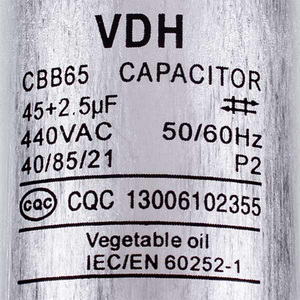 VDH
CBB65 CAPACITOR
45+2.5µF
440VAC 50/60Hz
40/85/21 P2
CQC CQC 13006102355
Vegetable oil
IEC/EN 60252-1